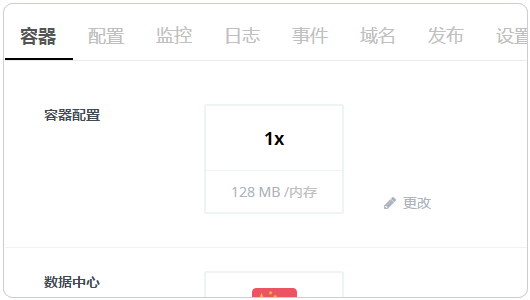 容器 配置 监控 日志 事件 域名 发布 设置
容器配置
1x
128 MB /内存
更改
数据中心